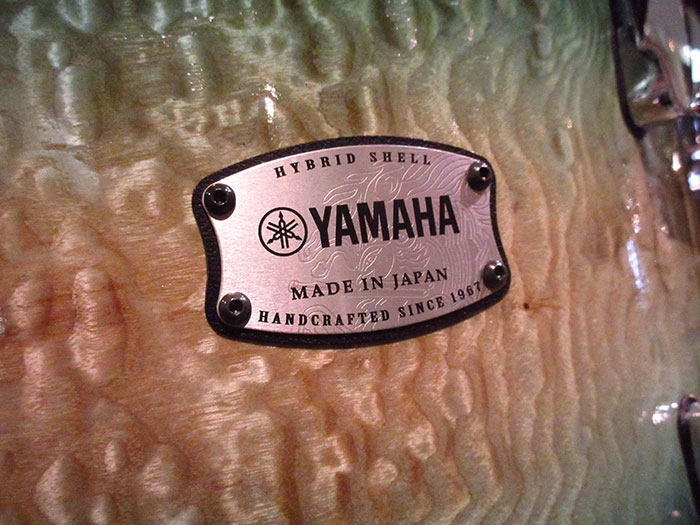 HYBRID SHELL
YAMAHA
MADE IN JAPAN
HANDCRAFTED SINCE 1967